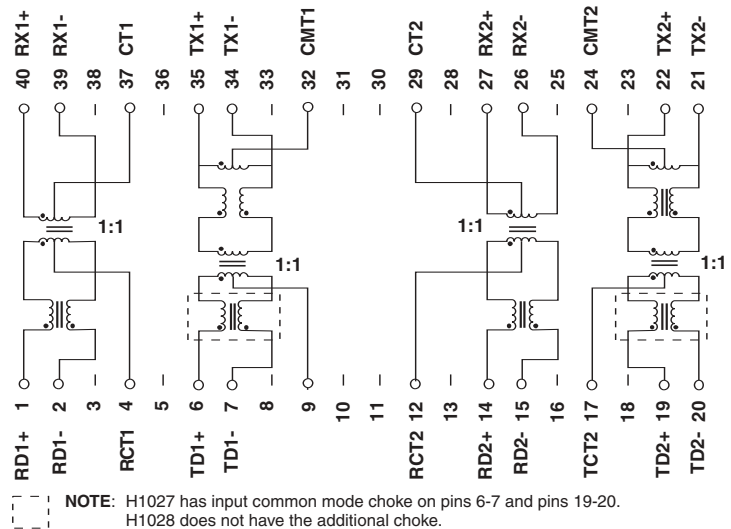 RX1+ RX1- CT1 TX1+ TX1- CMT1 CT2 RX2+ RX2- CMT2 TX2+ TX2-
40 39 38 37 36 35 34 33 32 31 30 29 28 27 26 25 24 23 22 21
1:1 1:1 1:1 1:1
1 2 3 4 5 6 7 8 9 10 11 12 13 14 15 16 17 18 19 20
RD1+ RD1- RCT1 TD1+ TD1- RCT2 RD2+ RD2- TCT2 TD2+ TD2-
NOTE: H1027 has input common mode choke on pins 6-7 and pins 19-20.
H1028 does not have the additional choke.